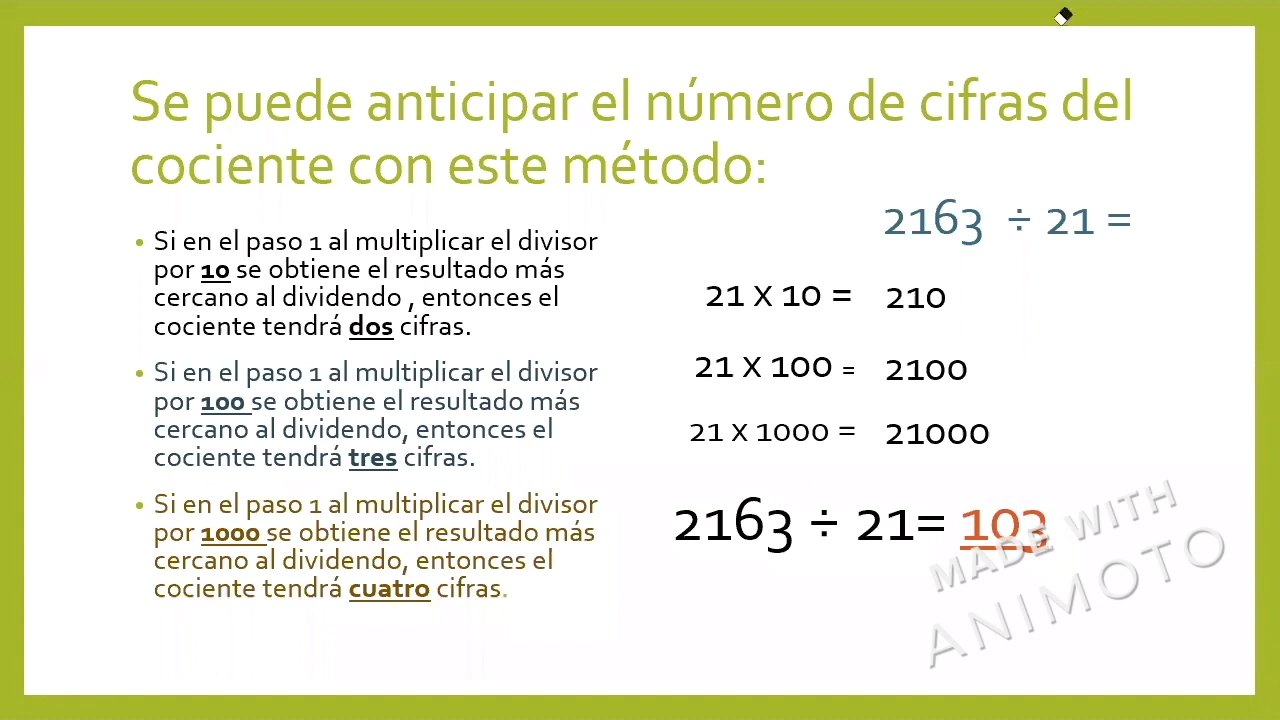 Se puede anticipar el número de cifras del
cociente con este método:
• Si en el paso 1 al multiplicar el divisor
por 10 se obtiene el resultado más
cercano al dividendo , entonces el
cociente tendrá dos cifras.
• Si en el paso 1 al multiplicar el divisor
por 100 se obtiene el resultado más
cercano al dividendo, entonces el
cociente tendrá tres cifras.
• Si en el paso 1 al multiplicar el divisor
por 1000 se obtiene el resultado más
cercano al dividendo, entonces el
cociente tendrá cuatro cifras.
2163 ÷ 21 =
21 X 10 = 210
21 X 100 = 2100
21 X 1000 = 21000
2163 ÷ 21= 103
MADE WITH
ANIMOTO